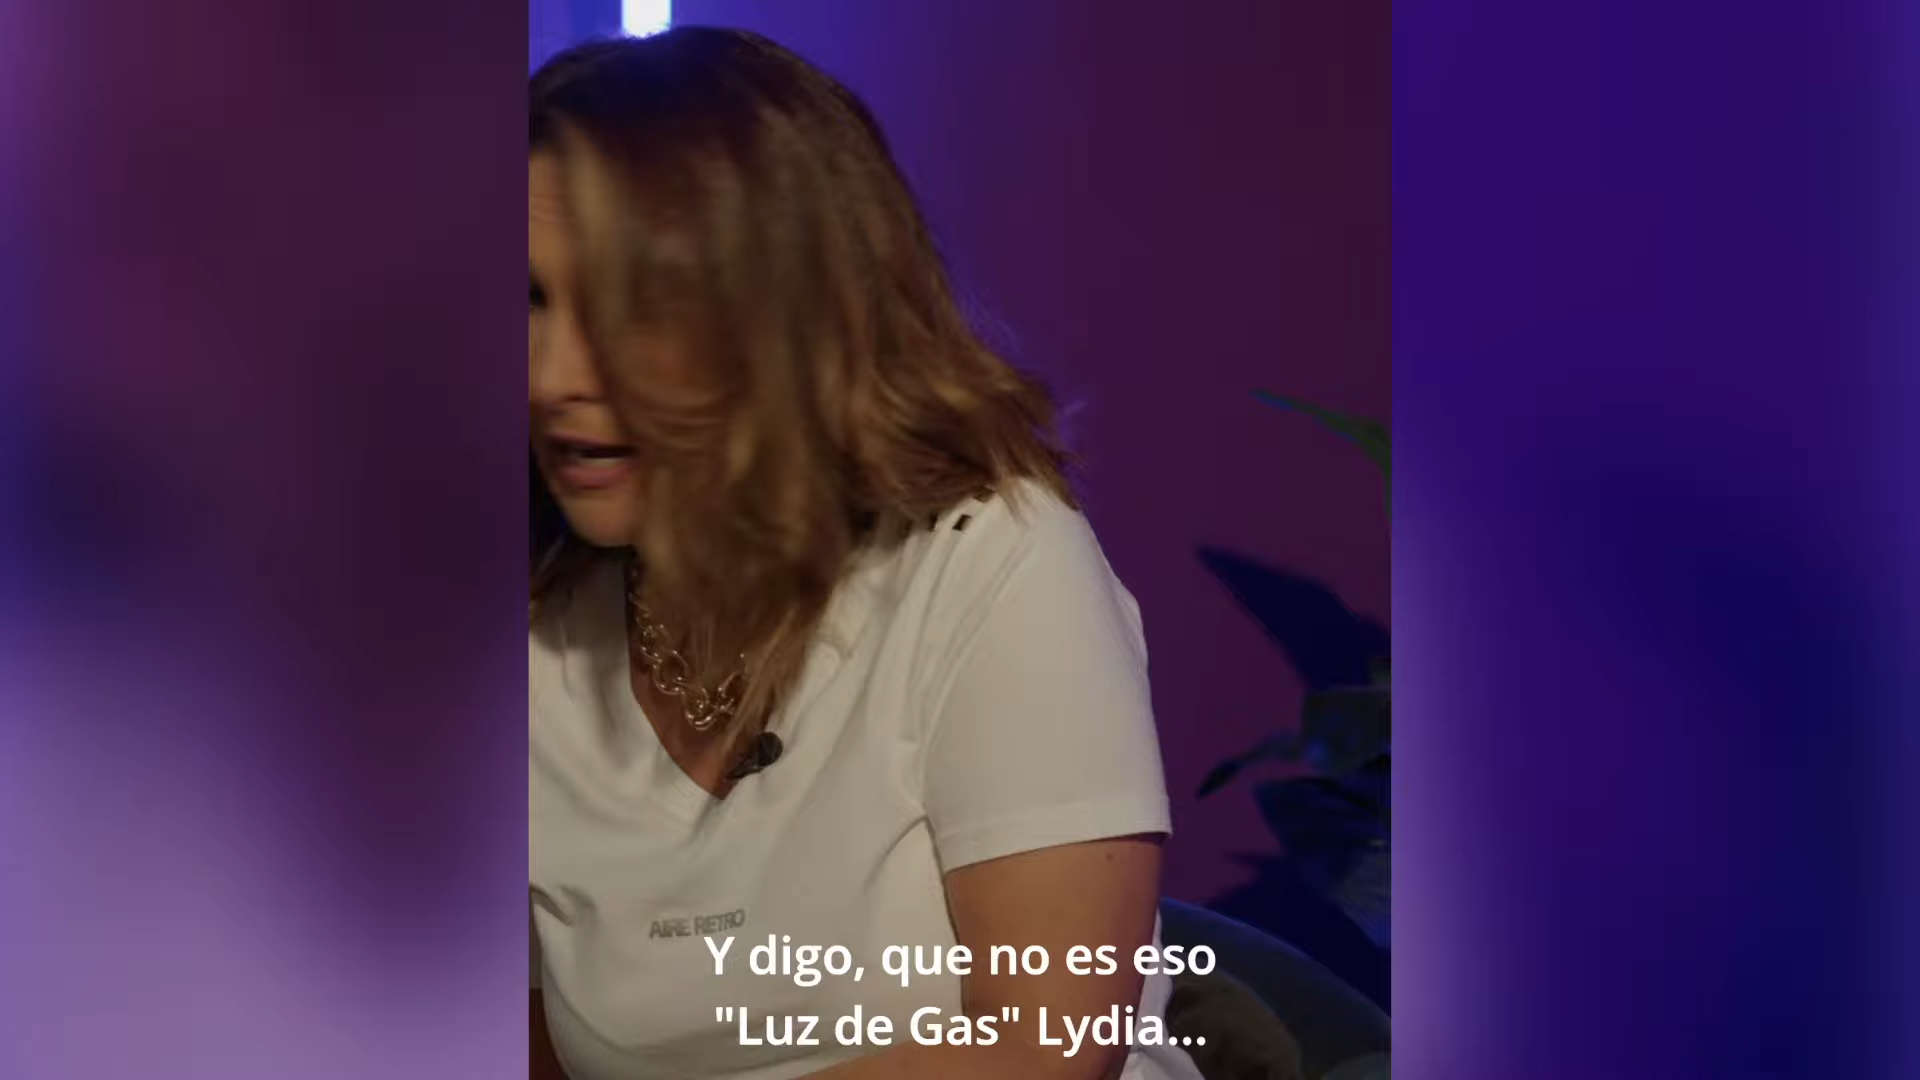 AIRE RETRO
Y digo, que no es eso
"Luz de Gas" Lydia...